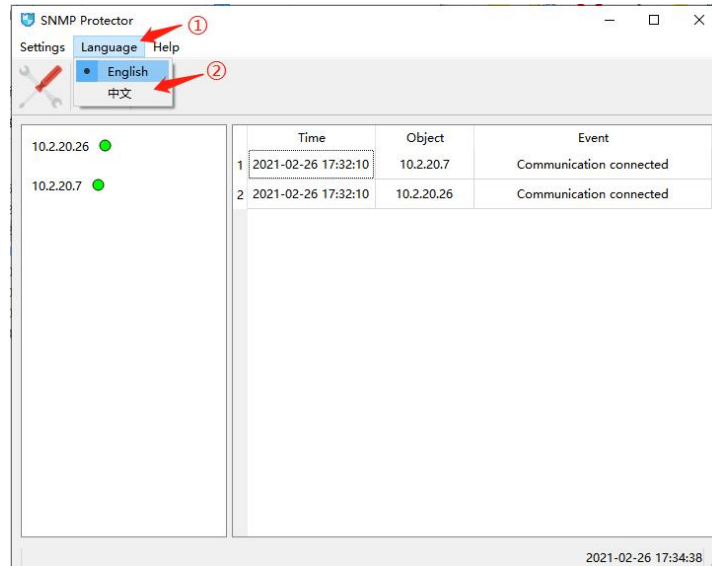 SNMP Protector
①
Settings Language Help
English
②
中文
10.2.20.26
10.2.20.7
Time Object Event
1 2021-02-26 17:32:10 10.2.20.7 Communication connected
2 2021-02-26 17:32:10 10.2.20.26 Communication connected
2021-02-26 17:34:38